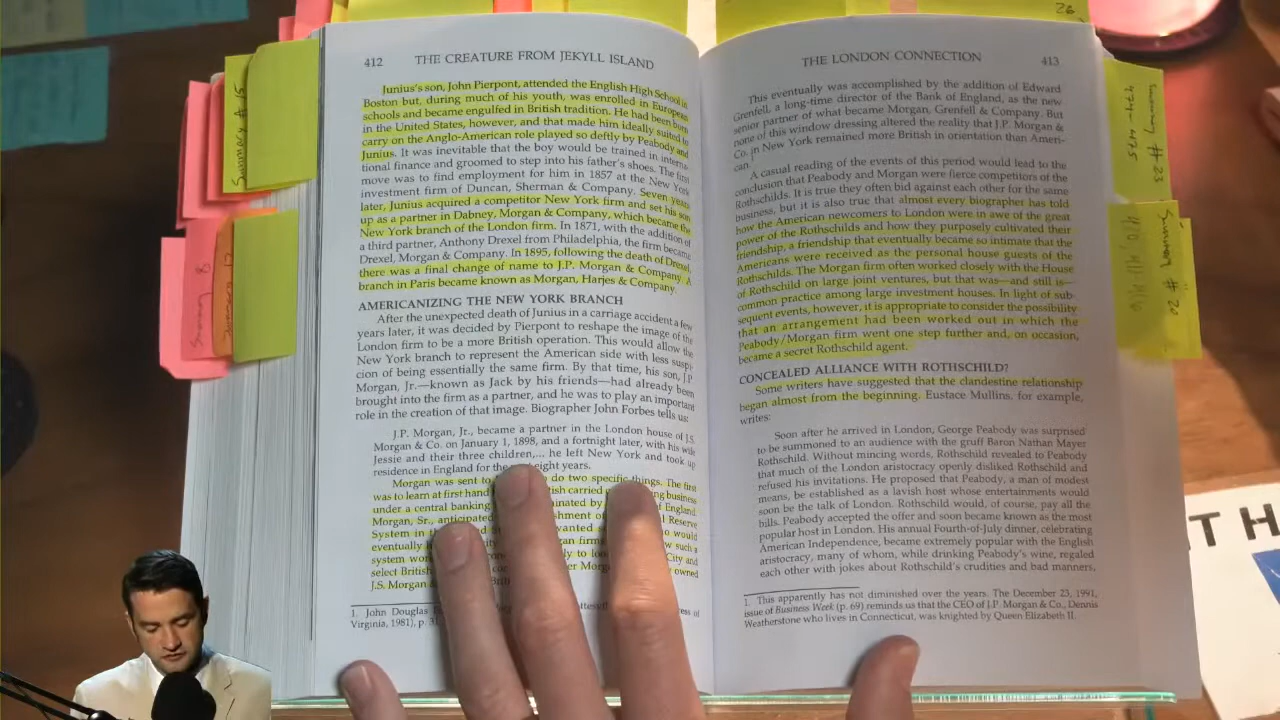 412 THE CREATURE FROM JEKYLL ISLAND
Junius's son, John Pierpont, attended the English High School in
Boston but, during much of his youth, was enrolled in European
schools and became engulfed in British tradition. He had been born
in the United States, however, and that made him ideally suited to
carry on the Anglo-American role played so deftly by Peabody and
Junius. It was inevitable that the boy would be trained in interna-
tional finance and groomed to step into his father's shoes. The first
move was to find employment for him in 1857 at the New York
investment firm of Duncan, Sherman & Company. Seven years
later, Junius acquired a competitor New York firm and set his son
up as a partner in Dabney, Morgan & Company, which became the
New York branch of the London firm. In 1871, with the addition of
a third partner, Anthony Drexel from Philadelphia, the firm became
Drexel, Morgan & Company. In 1895, following the death of Drexel,
there was a final change of name to J.P. Morgan & Company. A
branch in Paris became known as Morgan, Harjes & Company.
AMERICANIZING THE NEW YORK BRANCH
After the unexpected death of Junius in a carriage accident a few
years later, it was decided by Pierpont to reshape the image of the
London firm to be a more British operation. This would allow the
New York branch to represent the American side with less suspi-
cion of being essentially the same firm. By that time, his son, J.P.
Morgan, Jr.—known as Jack by his friends—had already been
brought into the firm as a partner, and he was to play an important
role in the creation of that image. Biographer John Forbes tells us:
J.P. Morgan, Jr., became a partner in the London house of J.S.
Morgan & Co. on January 1, 1898, and a fortnight later, with his wife
Jessie and their three children,... he left New York and took up
residence in England for the eight years.
Morgan was sent to do two specific things. The first
was to learn at first hand carried business
under a central banking of England.
Morgan, Sr., anticipated Reserve
System in would
eventually such a
system City and
select British owned
J.S. Morgan
1. John Douglas of
Virginia, 1981), p.
THE LONDON CONNECTION 413
This eventually was accomplished by the addition of Edward
Grenfell, a long-time director of the Bank of England, as the new
senior partner of what became Morgan, Grenfell & Company. But
none of this window dressing altered the reality that J.P. Morgan &
Co. in New York remained more British in orientation than Ameri-
can.
A casual reading of the events of this period would lead to the
conclusion that Peabody and Morgan were fierce competitors of the
Rothschilds. It is true they often bid against each other for the same
business, but it is also true that almost every biographer has told
how the American newcomers to London were in awe of the great
power of the Rothschilds and how they purposely cultivated their
friendship, a friendship that eventually became so intimate that the
Americans were received as the personal house guests of the
Rothschilds. The Morgan firm often worked closely with the House
of Rothschild on large joint ventures, but that was—and still is—
common practice among large investment houses. In light of sub-
sequent events, however, it is appropriate to consider the possibility
that an arrangement had been worked out in which the
Peabody/Morgan firm went one step further and, on occasion,
became a secret Rothschild agent.
CONCEALED ALLIANCE WITH ROTHSCHILD?
Some writers have suggested that the clandestine relationship
began almost from the beginning. Eustace Mullins, for example,
writes:
Soon after he arrived in London, George Peabody was surprised
to be summoned to an audience with the gruff Baron Nathan Mayer
Rothschild. Without mincing words, Rothschild revealed to Peabody
that much of the London aristocracy openly disliked Rothschild and
refused his invitations. He proposed that Peabody, a man of modest
means, be established as a lavish host whose entertainments would
soon be the talk of London. Rothschild would, of course, pay all the
bills. Peabody accepted the offer and soon became known as the most
popular host in London. His annual Fourth-of-July dinner, celebrating
American Independence, became extremely popular with the English
aristocracy, many of whom, while drinking Peabody's wine, regaled
each other with jokes about Rothschild's crudities and bad manners,
1. This apparently has not diminished over the years. The December 23, 1991,
issue of Business Week (p. 69) reminds us that the CEO of J.P. Morgan & Co., Dennis
Weatherstone who lives in Connecticut, was knighted by Queen Elizabeth II.
Summary # 15
Summary 8
26
Summary # 23
474-475
Summary # 20
TH